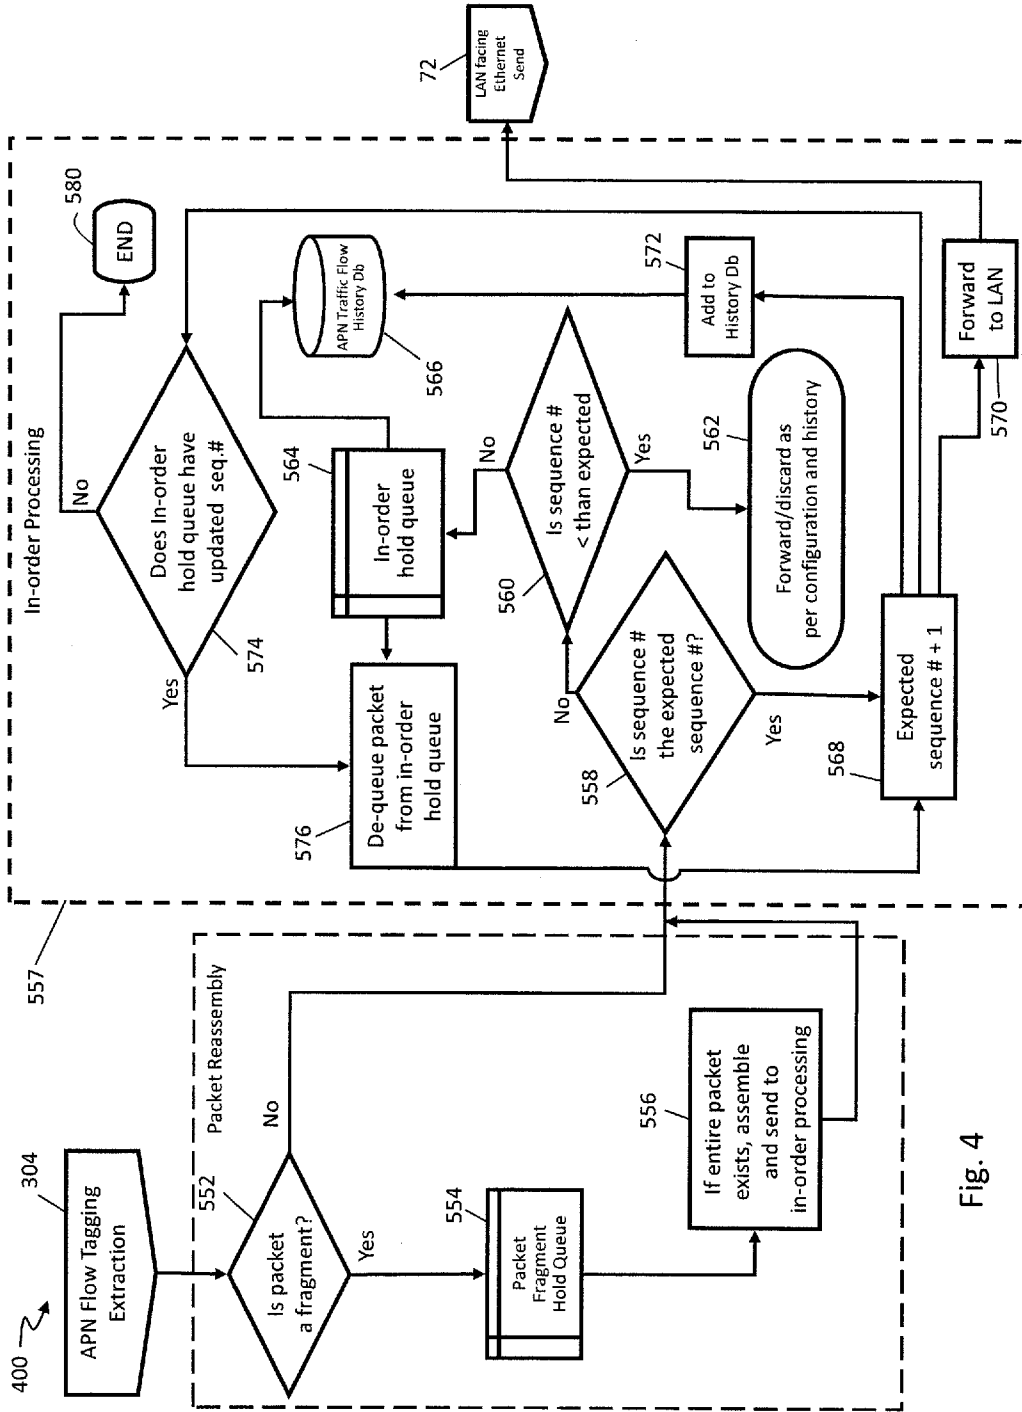 400
APN Flow Tagging
Extraction
304
Packet Reassembly
552
Is packet
a fragment?
No
Yes
554
Packet
Fragment
Hold Queue
556
If entire packet
exists, assemble
and send to
in-order processing
557
In-order Processing
558
Is sequence #
the expected
sequence #?
No
Yes
560
Is sequence #
< than expected
No
Yes
562
Forward/discard as
per configuration and history
564
In-order
hold queue
566
APN Traffic Flow
History Db
568
Expected
sequence # + 1
570
Forward
to LAN
572
Add to
History Db
574
Does In-order
hold queue have
updated seq.#
Yes
No
576
De-queue packet
from in-order
hold queue
580
END
72
LAN facing
Ethernet
Send
Fig. 4